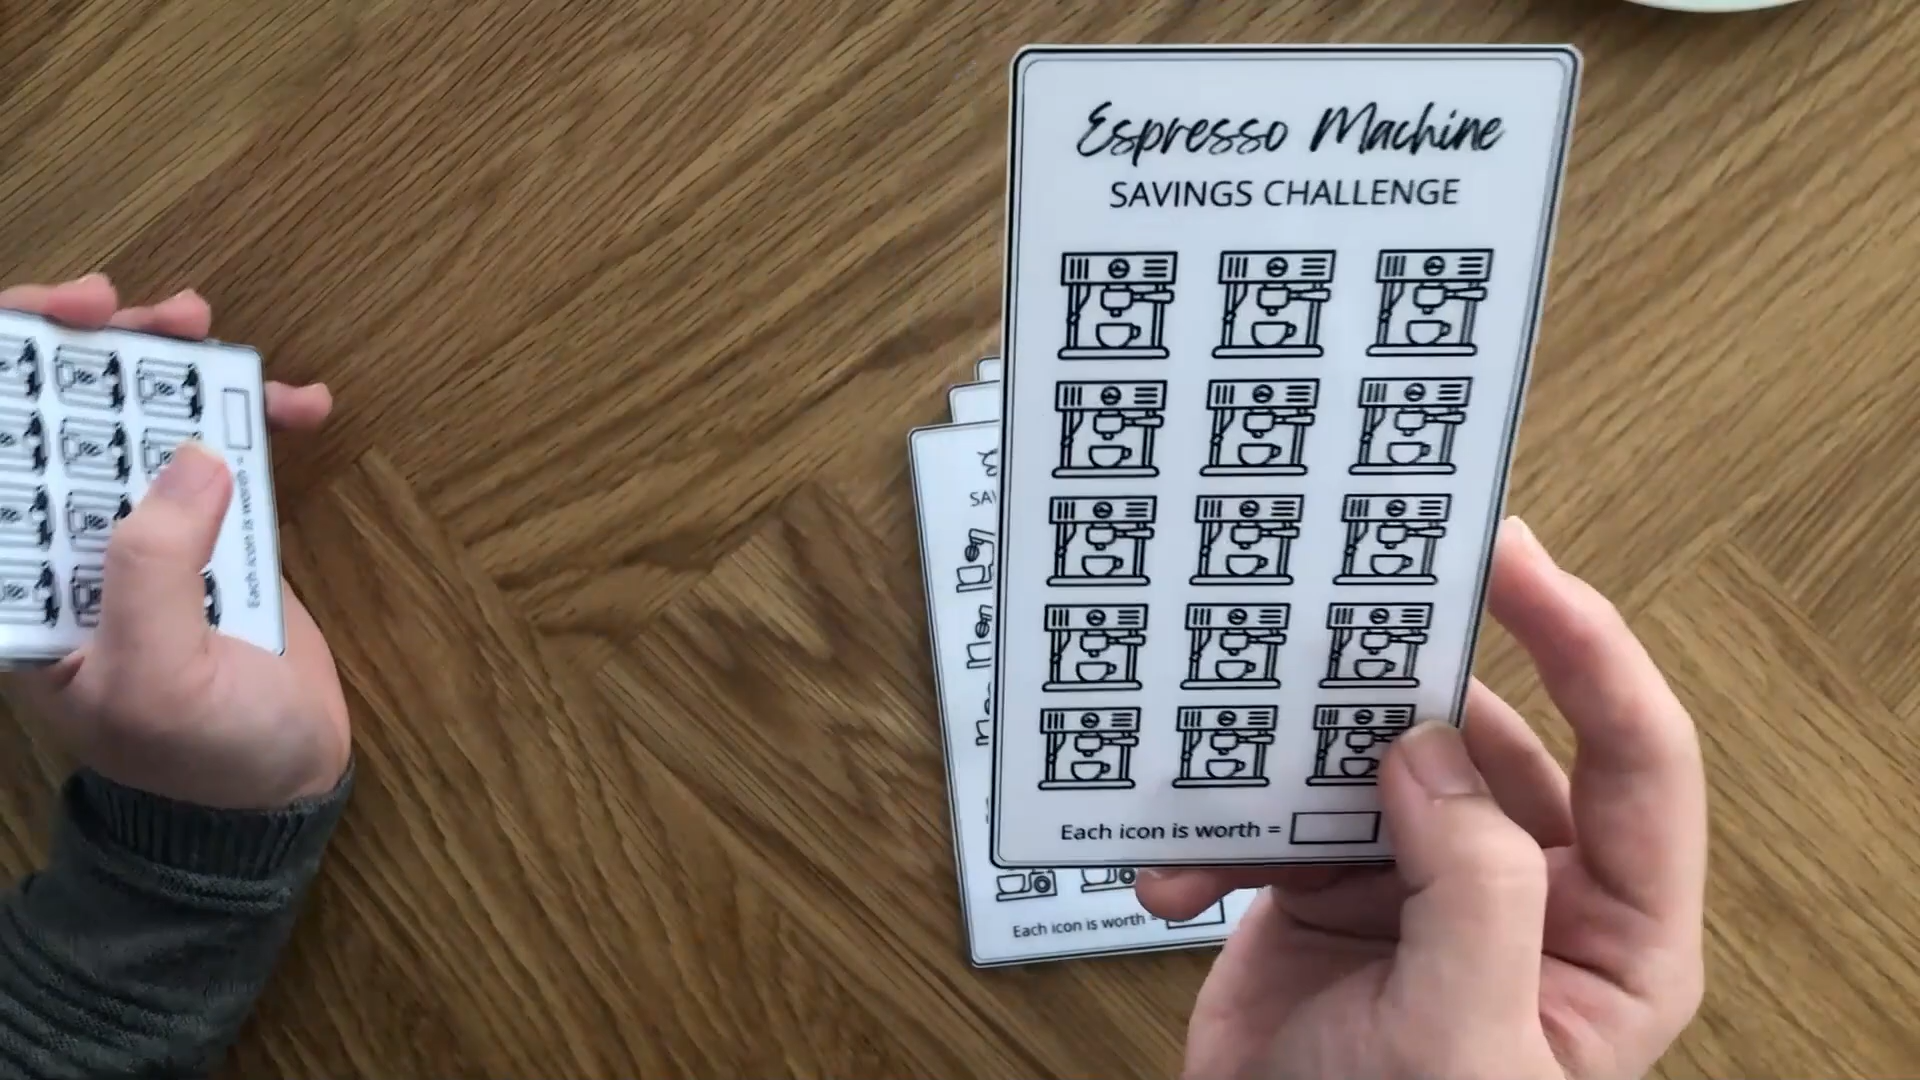 Espresso Machine
SAVINGS CHALLENGE
Each icon is worth =
Each icon is worth =
Each icon is worth =